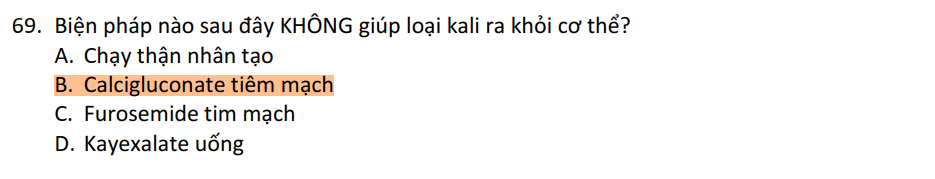 69. Biện pháp nào sau đây KHÔNG giúp loại kali ra khỏi cơ thể?
A. Chạy thận nhân tạo
B. Calcigluconate tiêm mạch
C. Furosemide tim mạch
D. Kayexalate uống